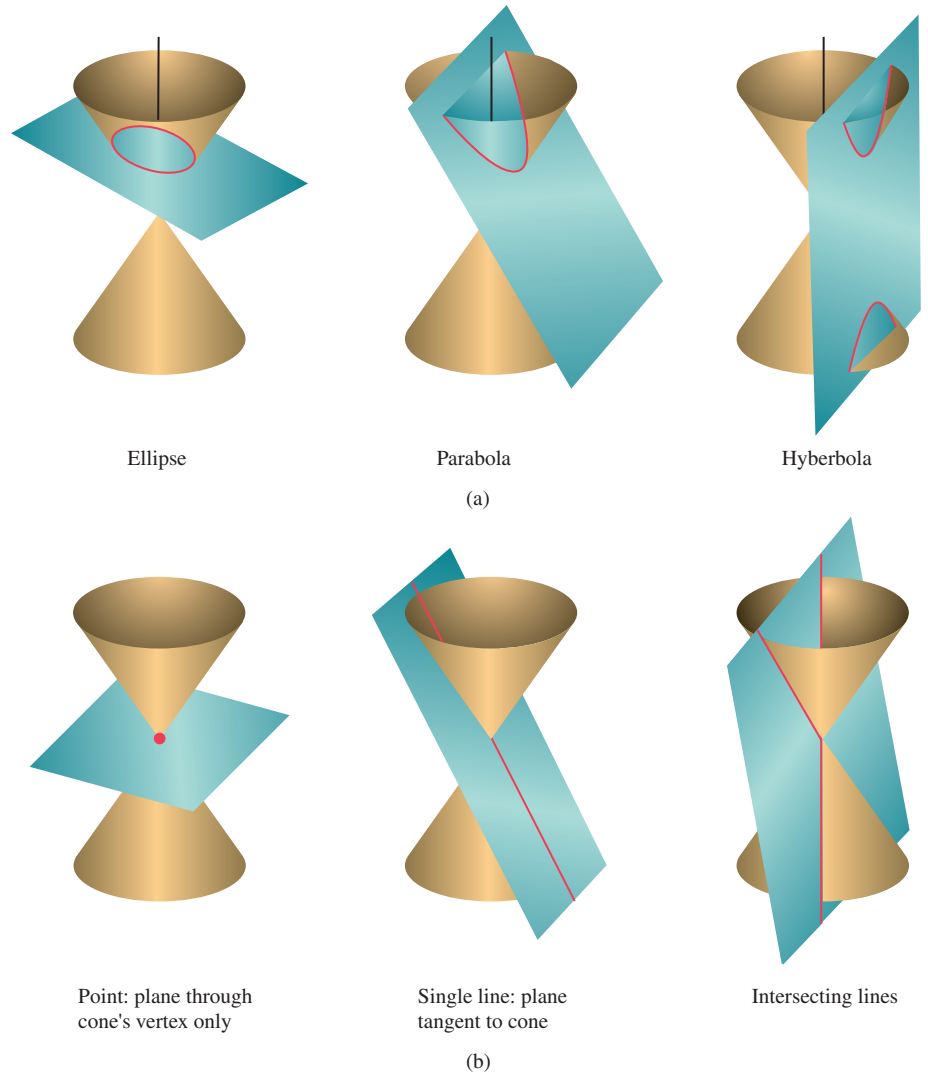 Ellipse
Parabola
Hyberbola
(a)
Point: plane through
cone's vertex only
Single line: plane
tangent to cone
Intersecting lines
(b)